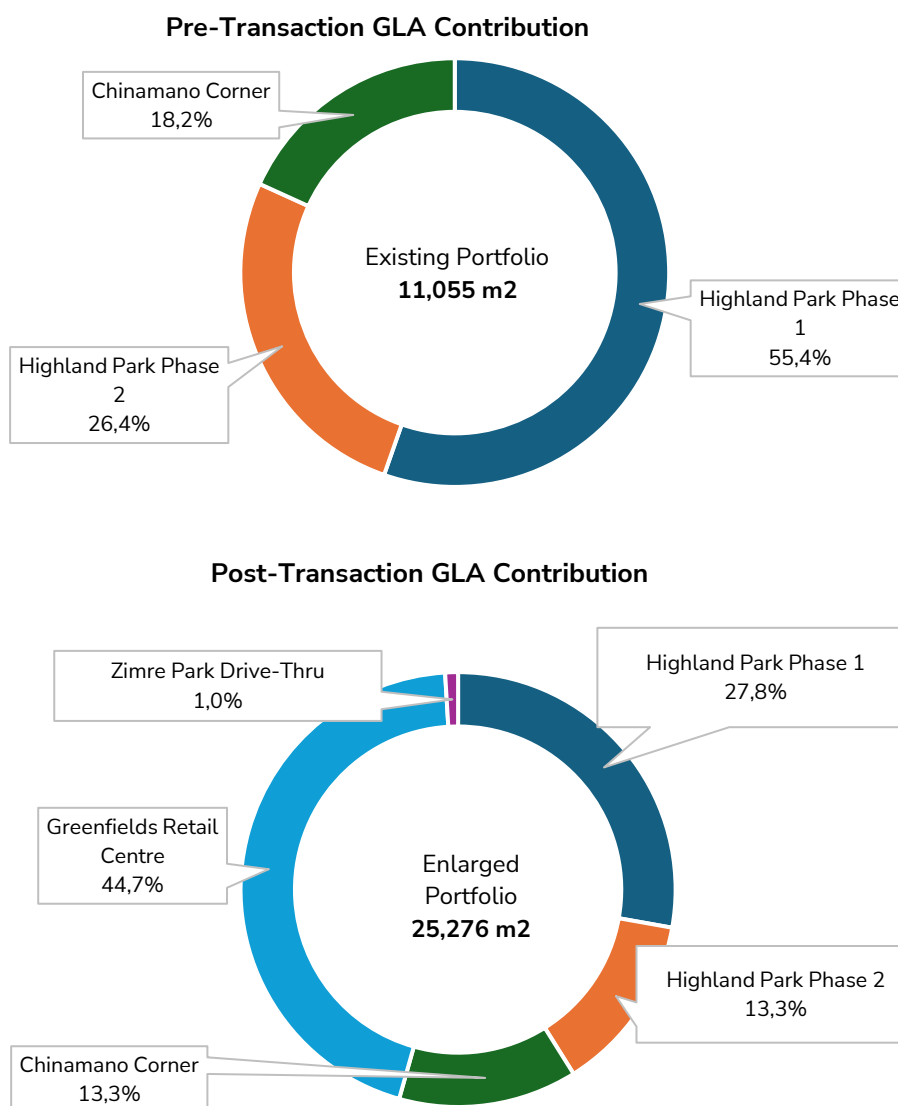 Pre-Transaction GLA Contribution
Chinamano Corner
18,2%
Existing Portfolio
11,055 m2
Highland Park Phase
1
55,4%
Highland Park Phase
2
26,4%
Post-Transaction GLA Contribution
Zimre Park Drive-Thru
1,0%
Highland Park Phase 1
27,8%
Greenfields Retail
Centre
44,7%
Enlarged
Portfolio
25,276 m2
Highland Park Phase 2
13,3%
Chinamano Corner
13,3%